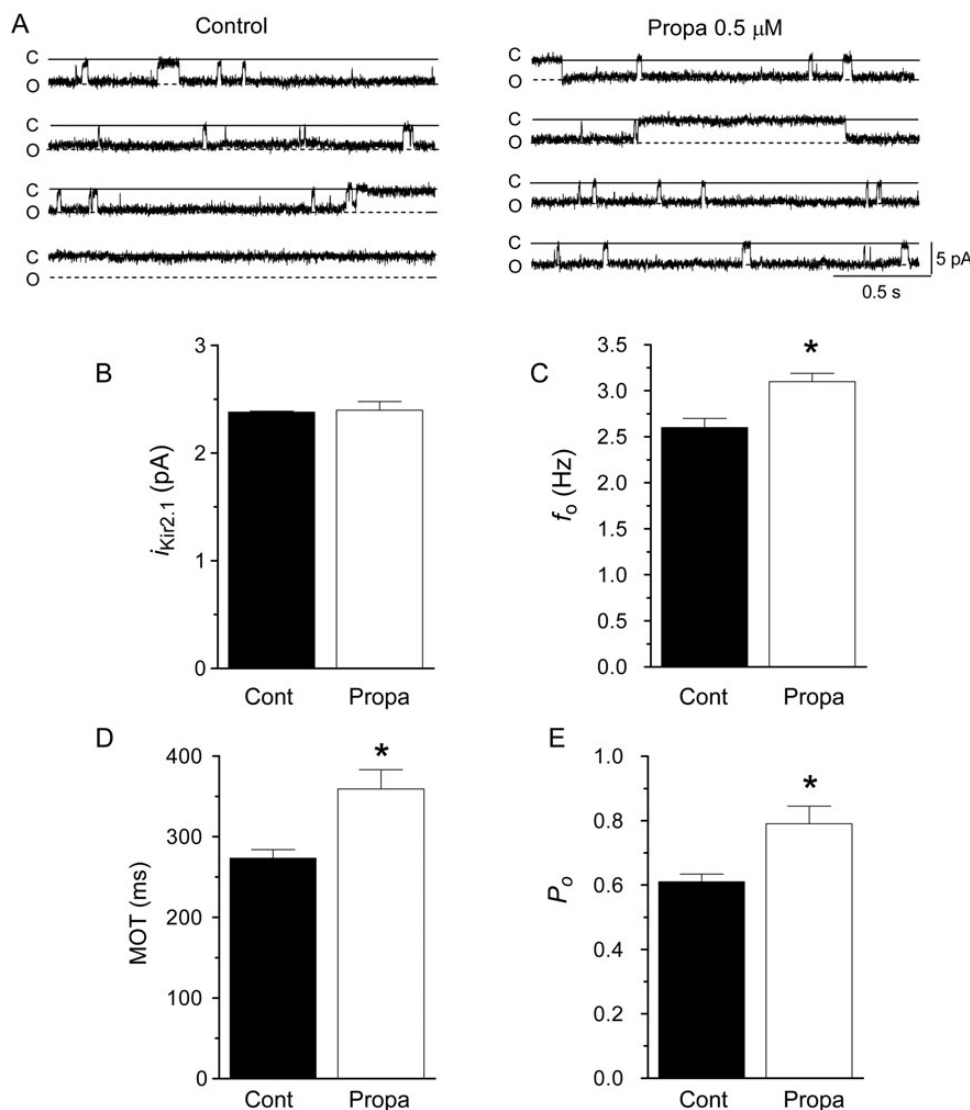 A
Control
Propa 0.5 μM
C
O
C
O
C
O
C
O
C
O
C
O
C
O
C
O
5 pA
0.5 s
B
3
2
1
0
iKir2.1 (pA)
Cont Propa
C
*
3.5
3.0
2.5
2.0
1.5
1.0
0.5
0.0
fo (Hz)
Cont Propa
D
*
400
300
200
100
0
MOT (ms)
Cont Propa
E
*
1.0
0.8
0.6
0.4
0.2
0.0
Po
Cont Propa